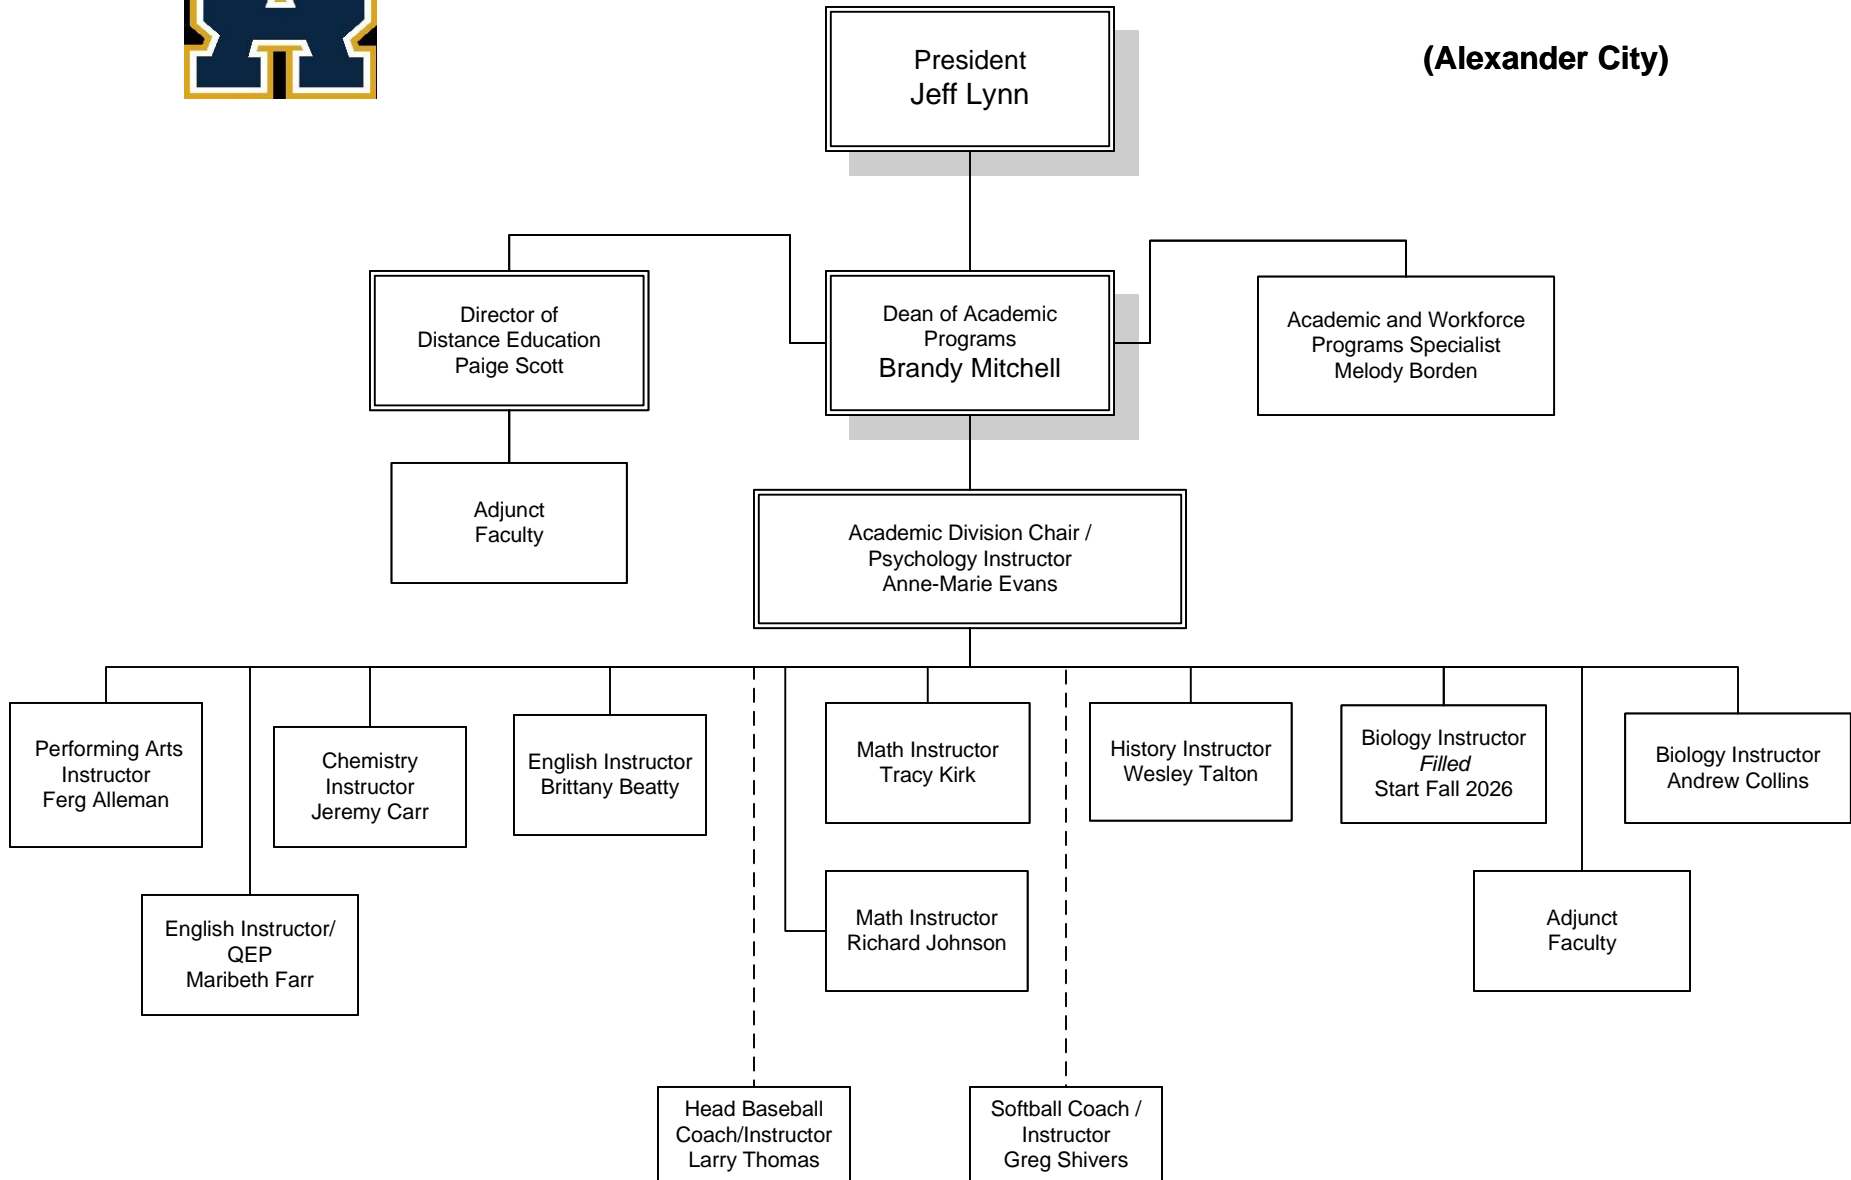 A
(Alexander City)
President
Jeff Lynn
Director of
Distance Education
Paige Scott
Dean of Academic
Programs
Brandy Mitchell
Academic and Workforce
Programs Specialist
Melody Borden
Adjunct
Faculty
Academic Division Chair /
Psychology Instructor
Anne-Marie Evans
Performing Arts
Instructor
Ferg Alleman
Chemistry
Instructor
Jeremy Carr
English Instructor
Brittany Beatty
Math Instructor
Tracy Kirk
History Instructor
Wesley Talton
Biology Instructor
Filled
Start Fall 2026
Biology Instructor
Andrew Collins
English Instructor/
QEP
Maribeth Farr
Math Instructor
Richard Johnson
Adjunct
Faculty
Head Baseball
Coach/Instructor
Larry Thomas
Softball Coach /
Instructor
Greg Shivers